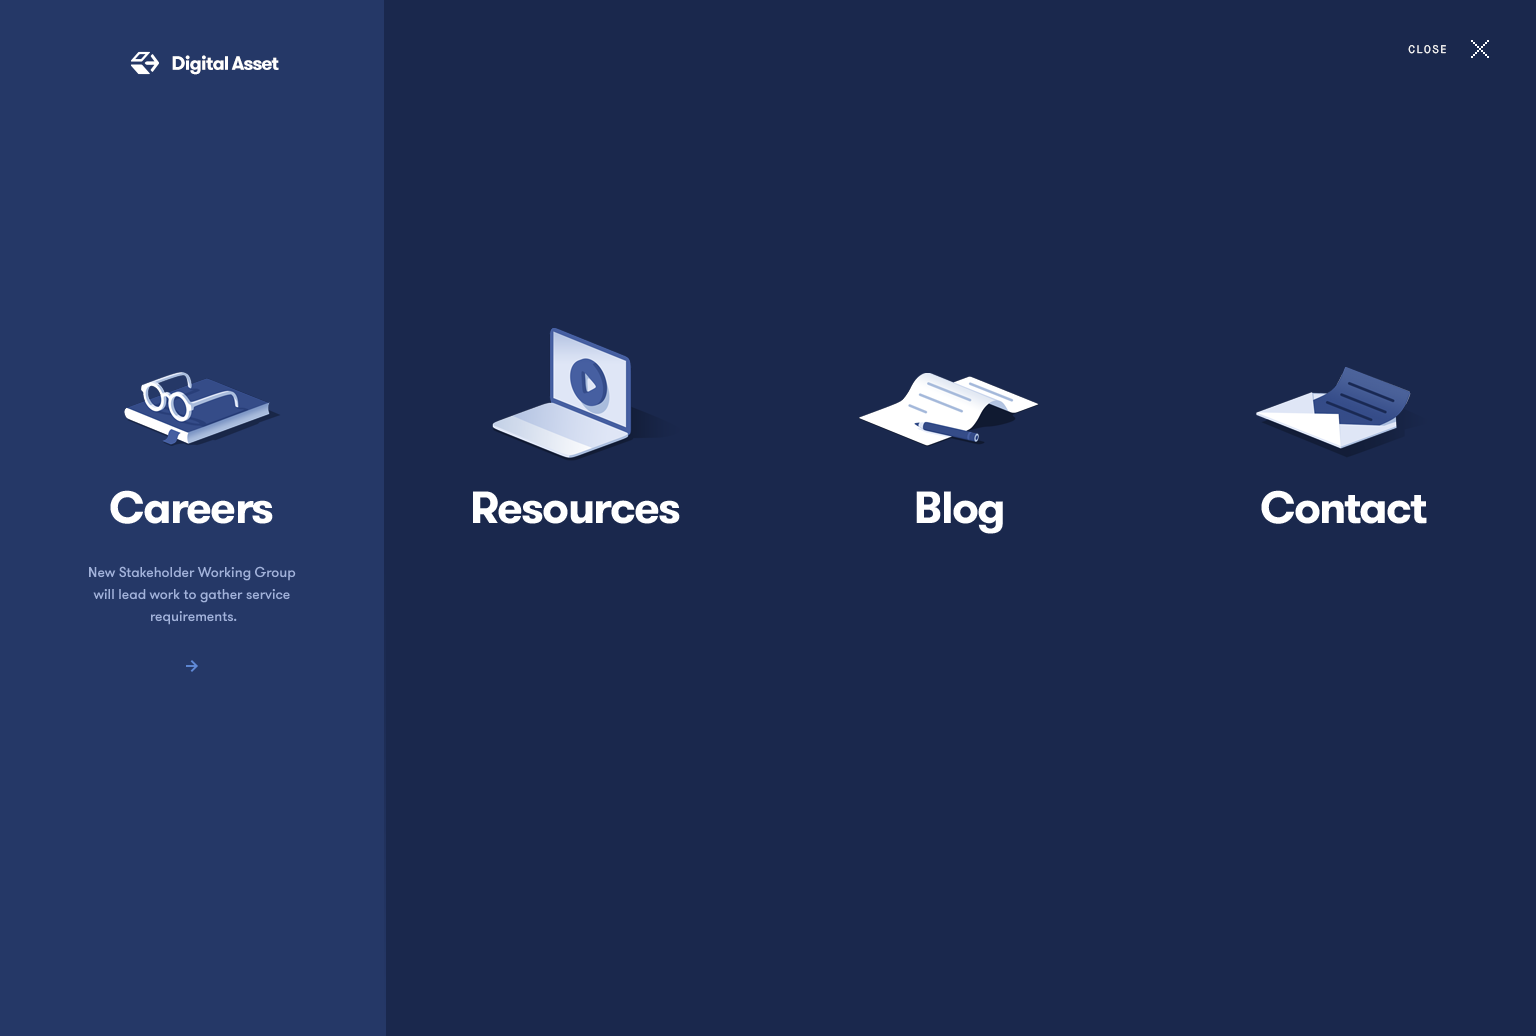 Digital Asset
CLOSE
Careers
Resources
Blog
Contact
New Stakeholder Working Group
will lead work to gather service
requirements.